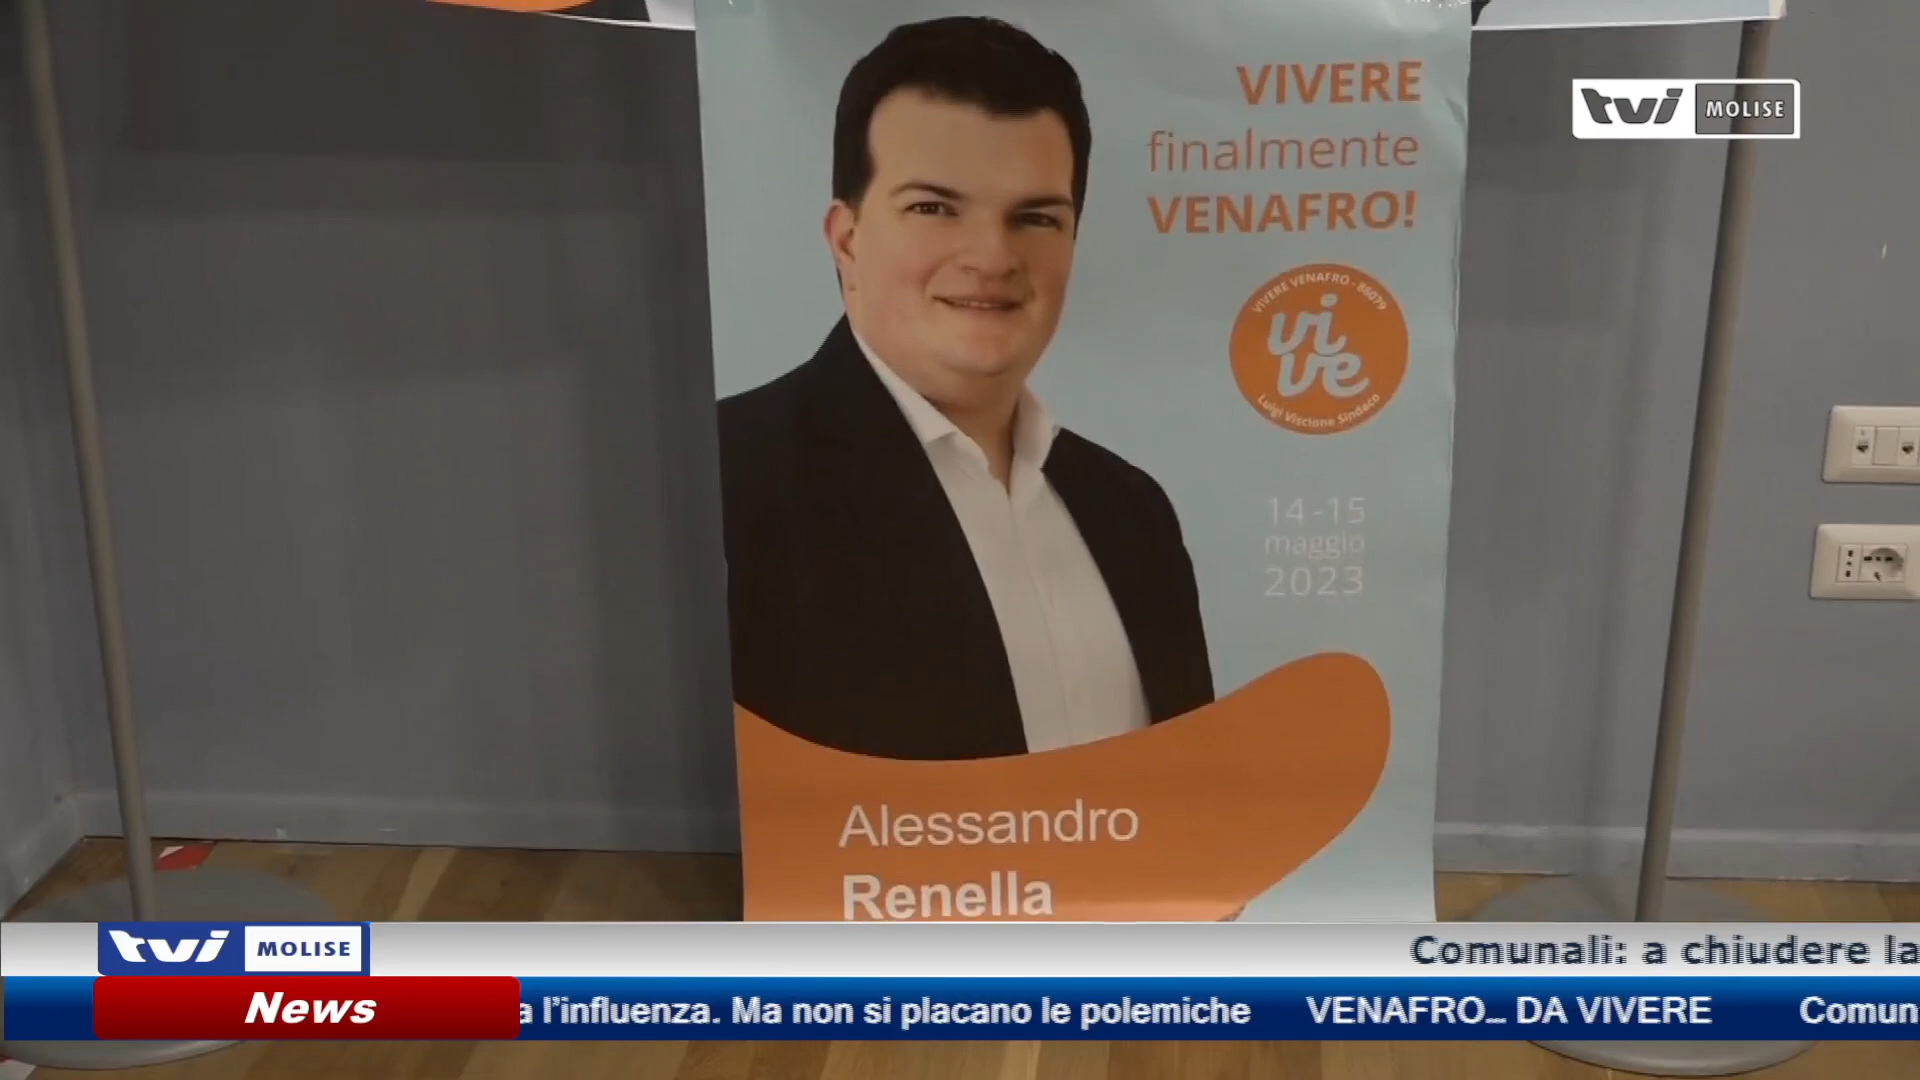 VIVERE
finalmente
VENAFRO!
tvi MOLISE
VIVERE VENAFRO - 86079
vi
ve
Luigi Viscione Sindaco
14-15
maggio
2023
Alessandro
Renella
tvi MOLISE
Comunali: a chiudere la
News
a l’influenza. Ma non si placano le polemiche VENAFRO... DA VIVERE Comun